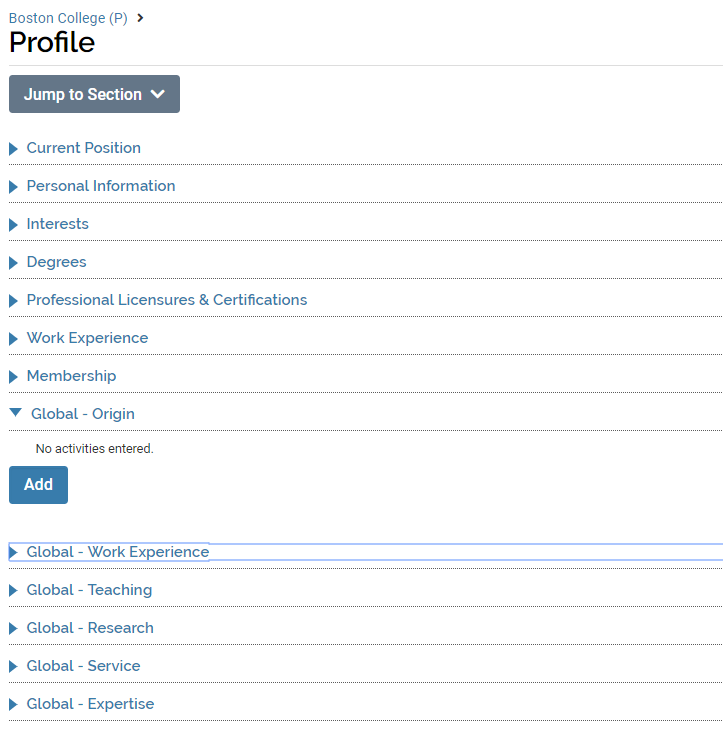 Boston College (P)
Profile
Jump to Section
Current Position
Personal Information
Interests
Degrees
Professional Licensures & Certifications
Work Experience
Membership
Global - Origin
No activities entered.
Add
Global - Work Experience
Global - Teaching
Global - Research
Global - Service
Global - Expertise